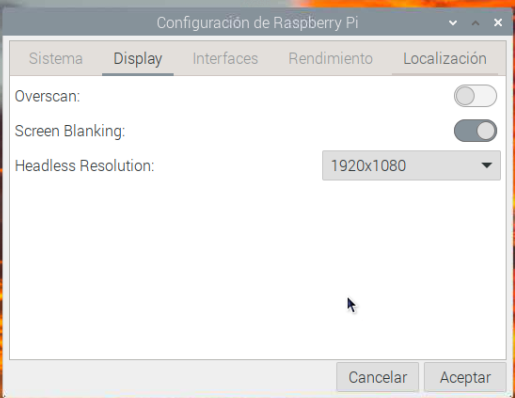 Configuración de Raspberry Pi
Sistema Display Interfaces Rendimiento Localización
Overscan:
Screen Blanking:
Headless Resolution: 1920x1080
Cancelar Aceptar